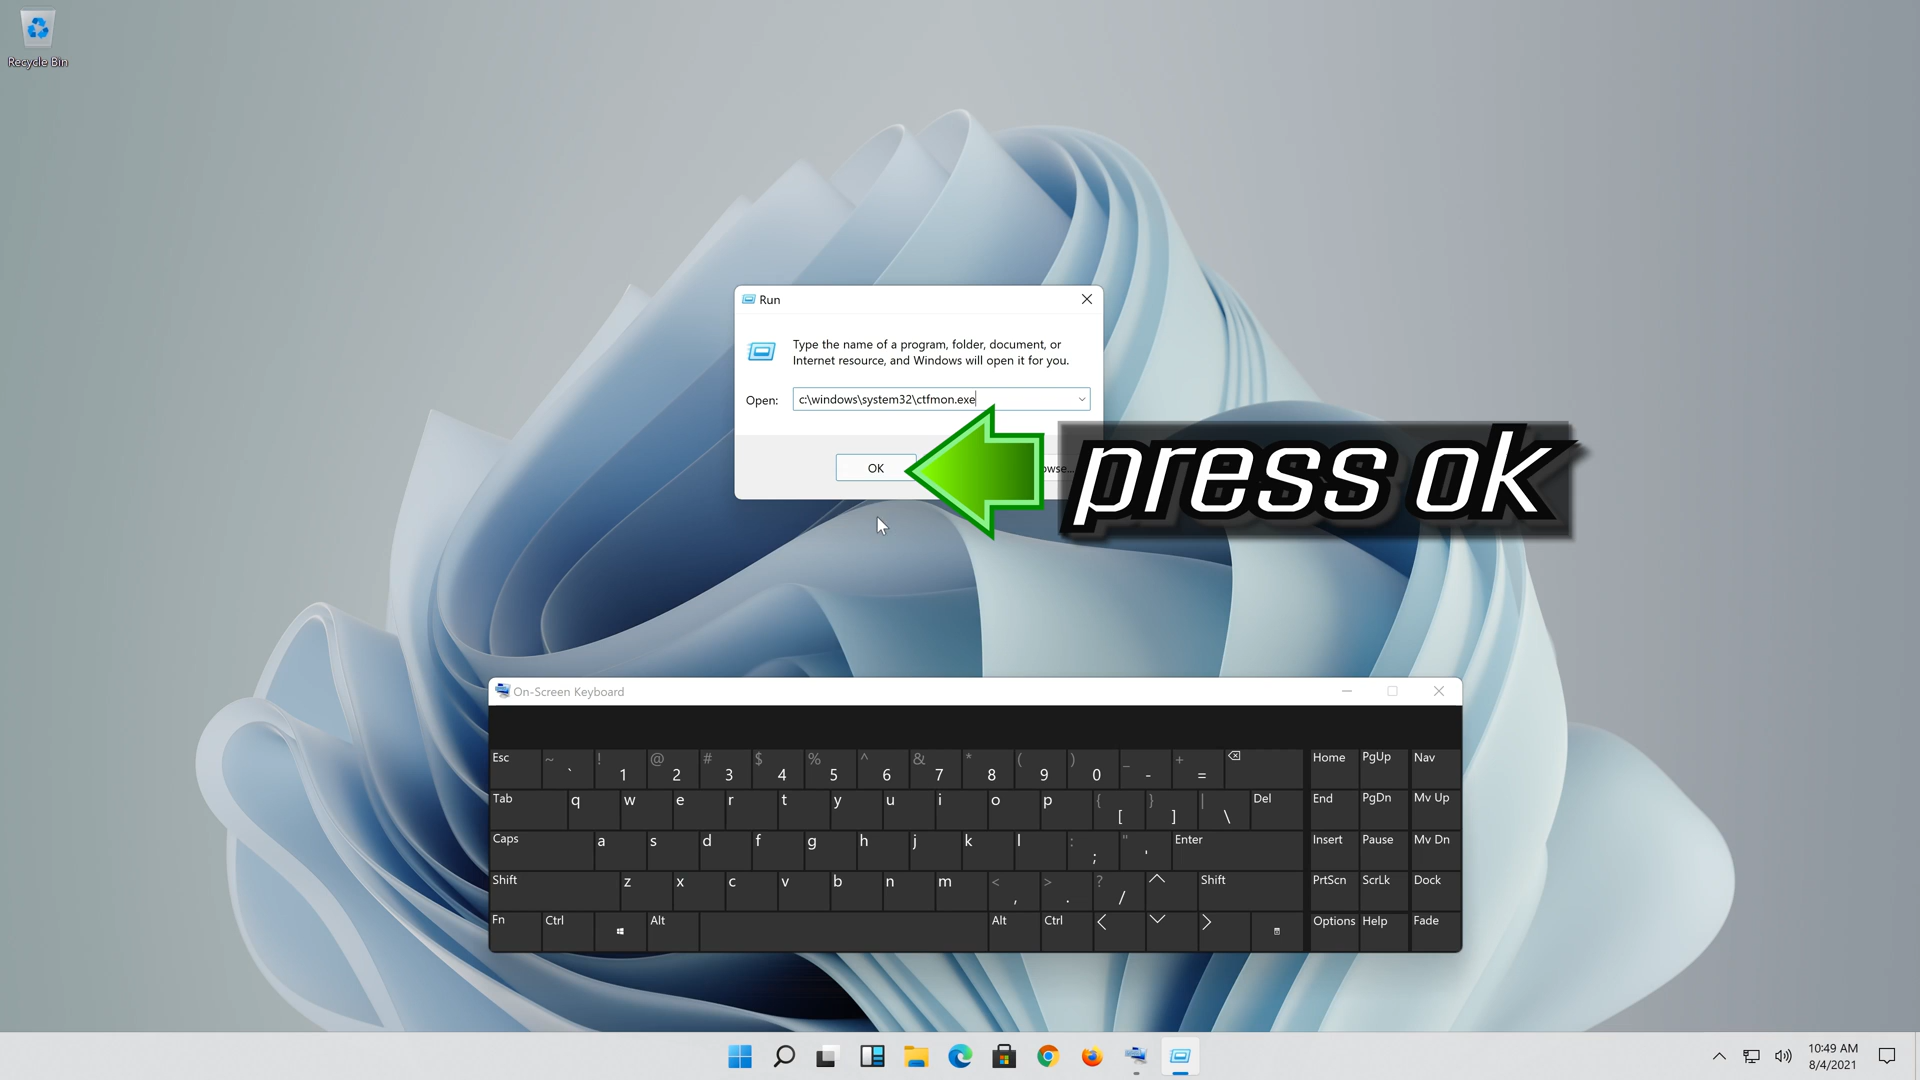 Recycle Bin
Run
Type the name of a program, folder, document, or
Internet resource, and Windows will open it for you.
Open: c:\windows\system32\ctfmon.exe
OK
owse...
press ok
On-Screen Keyboard
Esc ~ ` ! 1 @ 2 # 3 $ 4 % 5 ^ 6 & 7 * 8 ( 9 ) 0 _ - + = Home PgUp Nav
Tab q w e r t y u i o p { [ } ] | \ Del End PgDn Mv Up
Caps a s d f g h j k l : ; " ' Enter Insert Pause Mv Dn
Shift z x c v b n m < , > . ? / Shift PrtScn ScrLk Dock
Fn Ctrl Alt Alt Ctrl Options Help Fade
10:49 AM
8/4/2021